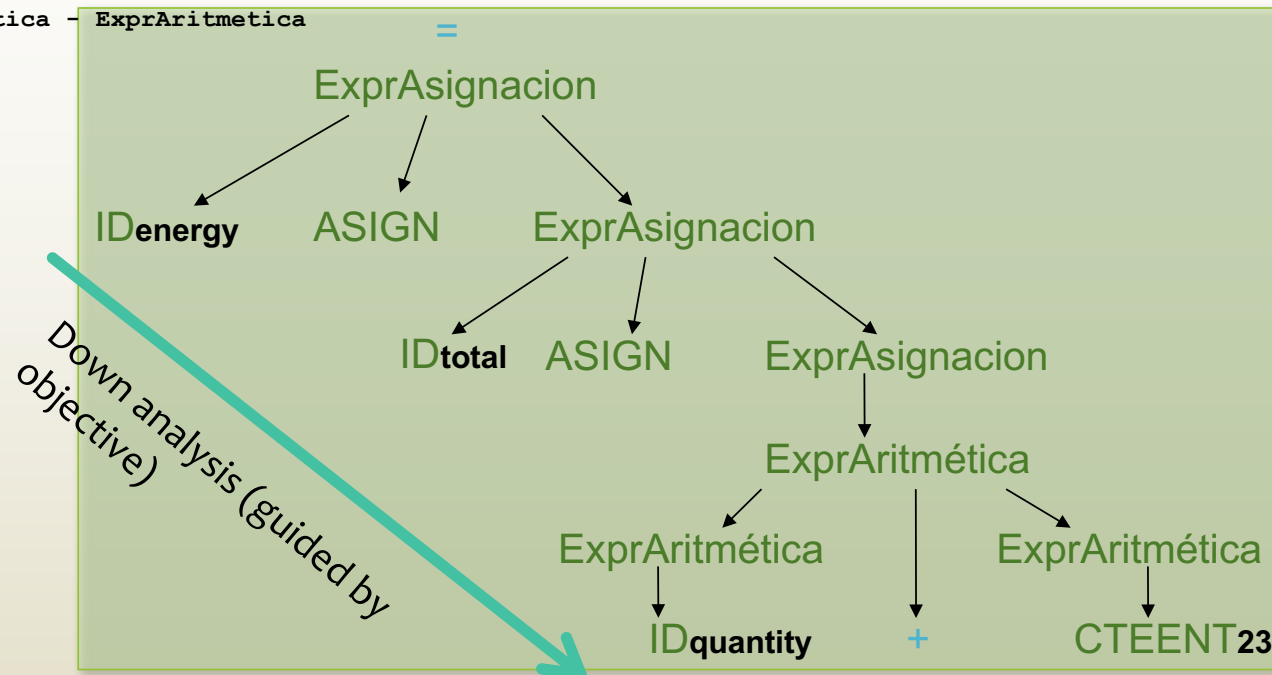 tica - ExprAritmetica
=
ExprAsignacion
IDenergy ASIGN ExprAsignacion
IDtotal ASIGN ExprAsignacion
Down analysis (guided by
objective)
ExprAritmética
ExprAritmética ExprAritmética
IDquantity + CTEENT23